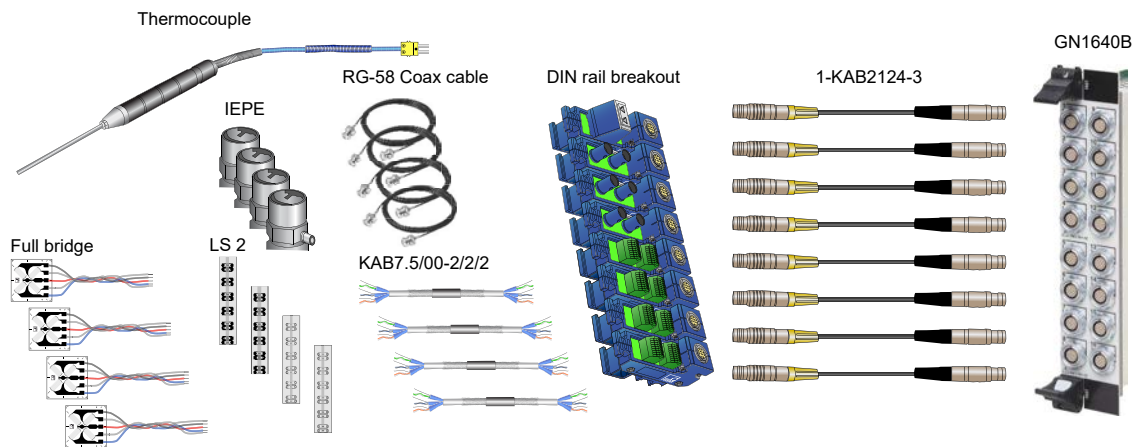 Thermocouple
GN1640B
RG-58 Coax cable
DIN rail breakout
1-KAB2124-3
IEPE
Full bridge
LS 2
KAB7.5/00-2/2/2